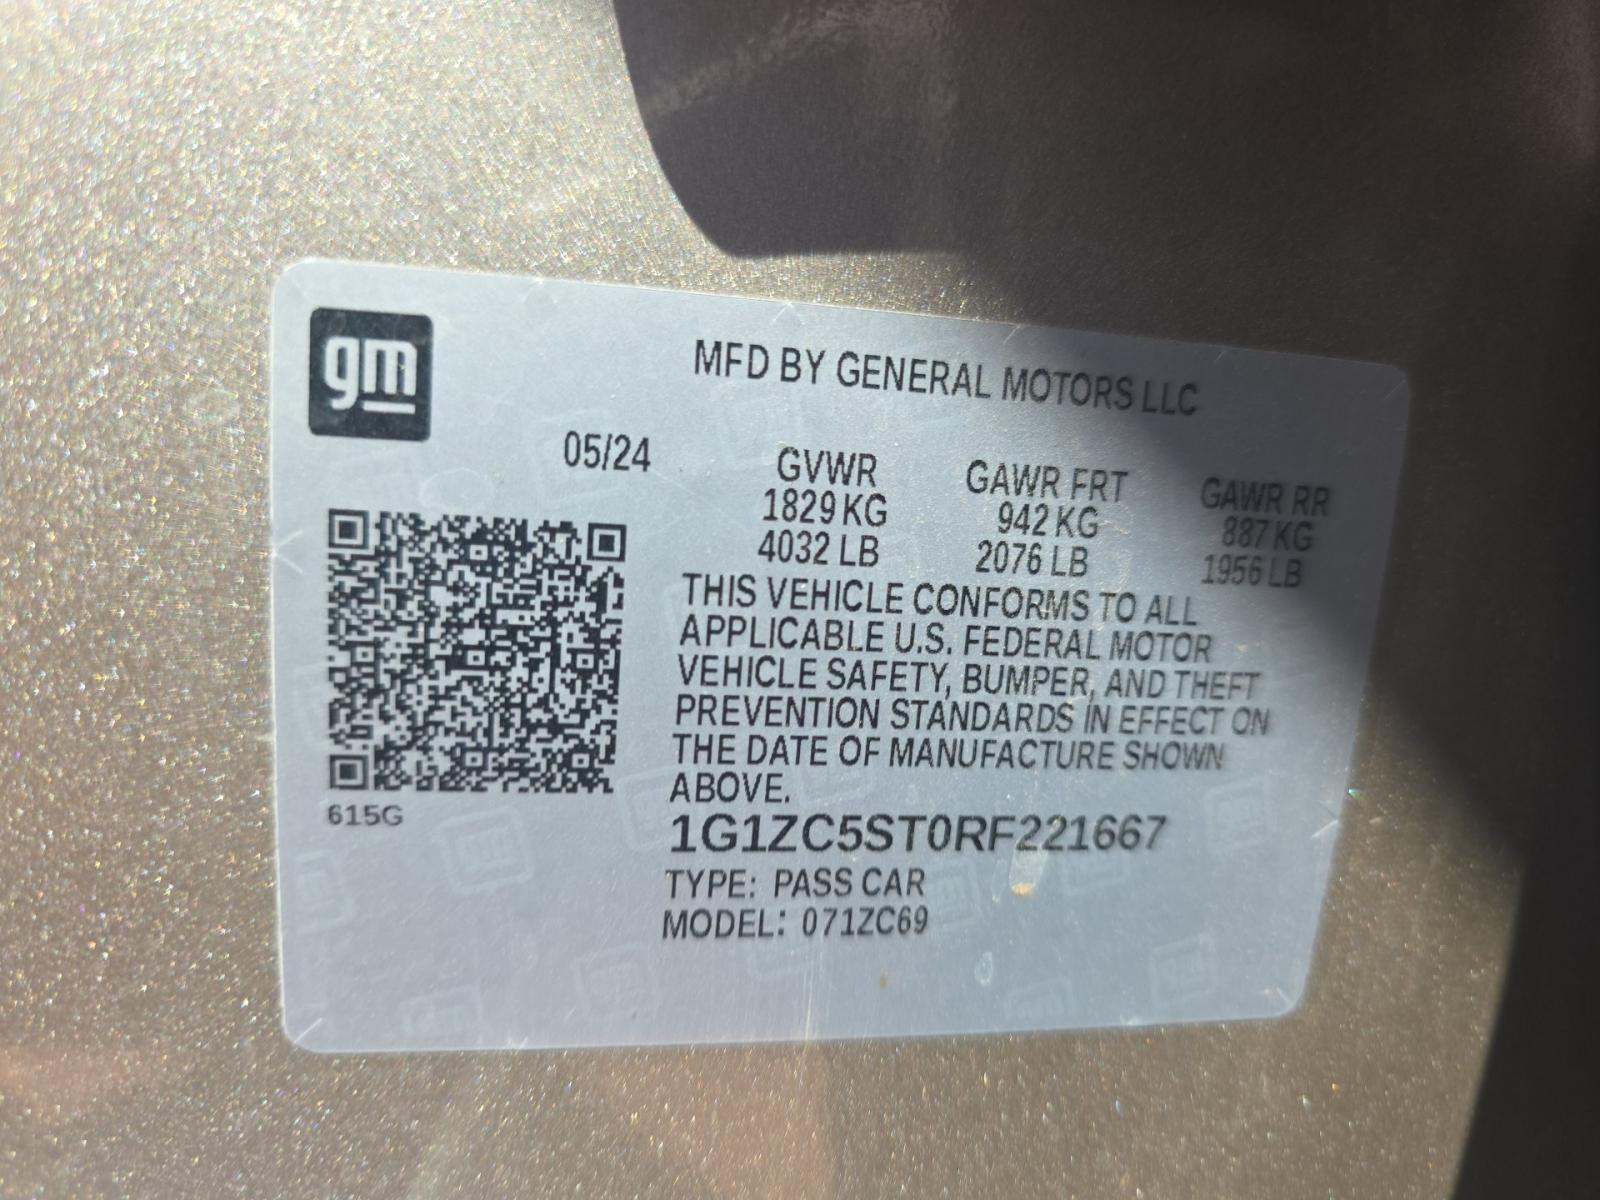 gm
MFD BY GENERAL MOTORS LLC
05/24
GVWR GAWR FRT GAWR RR
1829 KG 942 KG 887 KG
4032 LB 2076 LB 1956 LB
THIS VEHICLE CONFORMS TO ALL
APPLICABLE U.S. FEDERAL MOTOR
VEHICLE SAFETY, BUMPER, AND THEFT
PREVENTION STANDARDS IN EFFECT ON
THE DATE OF MANUFACTURE SHOWN
ABOVE.
615G
1G1ZC5ST0RF221667
TYPE: PASS CAR
MODEL: 071ZC69